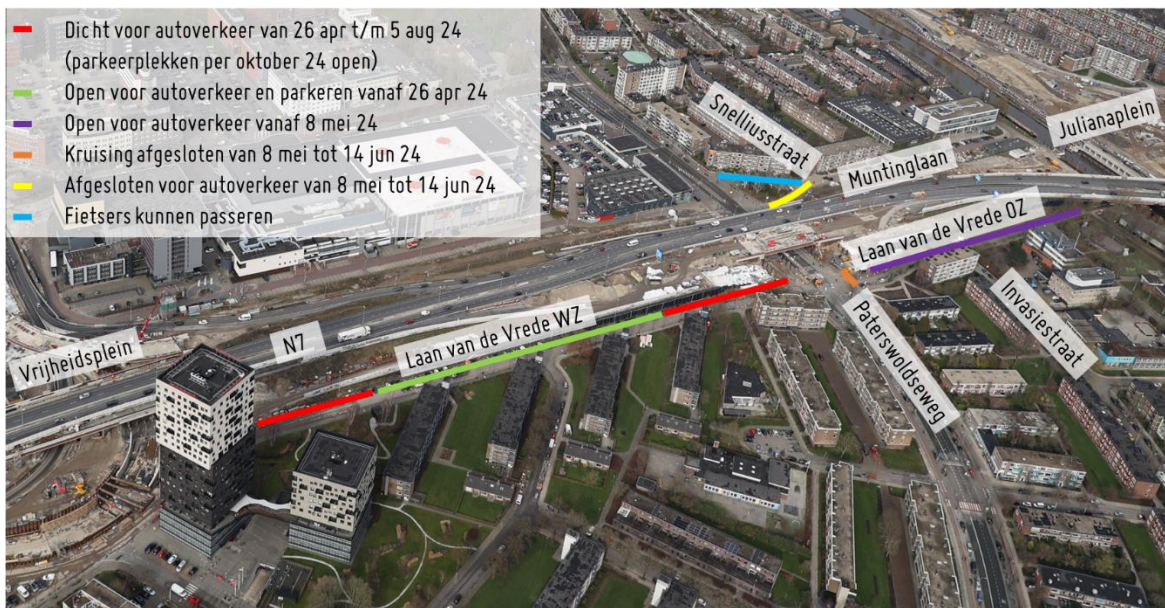 Dicht voor autoverkeer van 26 apr t/m 5 aug 24
(parkeerplekken per oktober 24 open)
Open voor autoverkeer en parkeren vanaf 26 apr 24
Open voor autoverkeer vanaf 8 mei 24
Kruising afgesloten van 8 mei tot 14 jun 24
Afgesloten voor autoverkeer van 8 mei tot 14 jun 24
Fietsers kunnen passeren
Snelliusstraat
Muntinglaan
Julianaplein
Laan van de Vrede OZ
Vrijheidsplein
N7
Laan van de Vrede WZ
Paterswoldseweg
Invasiestraat